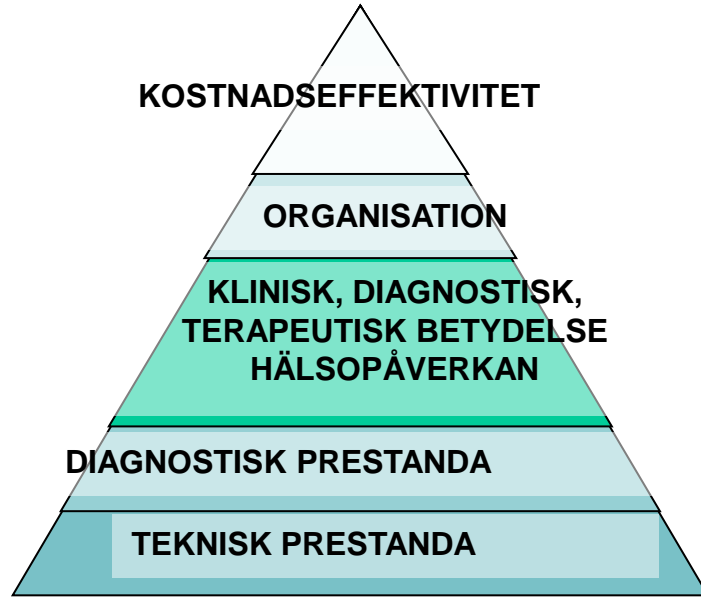 KOSTNADSEFFEKTIVITET
ORGANISATION
KLINISK, DIAGNOSTISK,
TERAPEUTISK BETYDELSE
HÄLSOPÅVERKAN
DIAGNOSTISK PRESTANDA
TEKNISK PRESTANDA